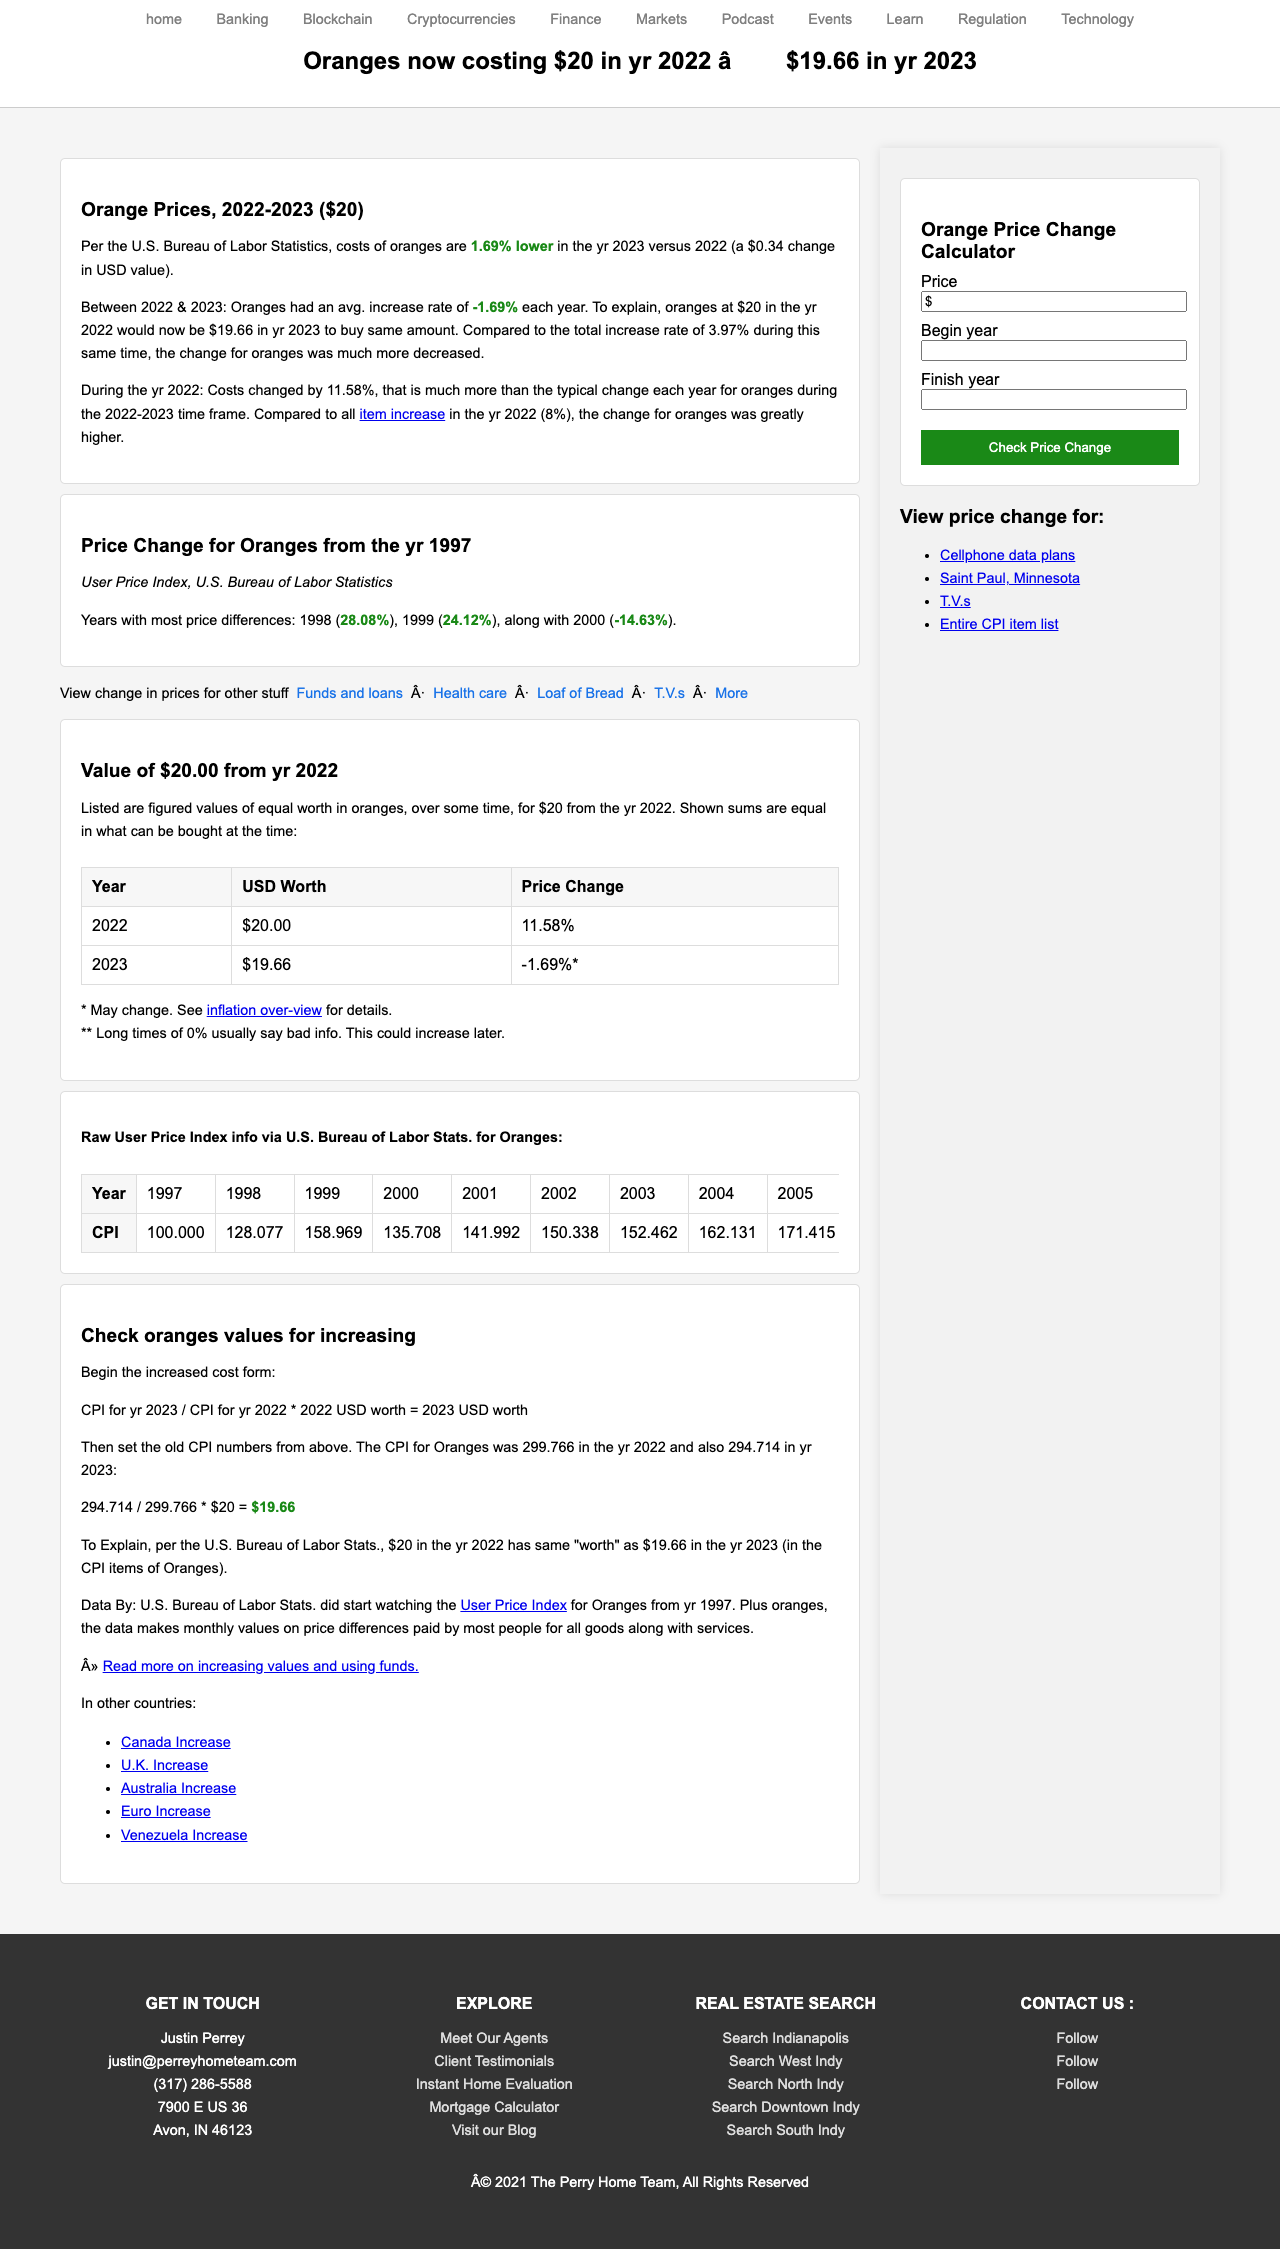 home Banking Blockchain Cryptocurrencies Finance Markets Podcast Events Learn Regulation Technology
Oranges now costing $20 in yr 2022 â $19.66 in yr 2023
Orange Prices, 2022-2023 ($20)
Per the U.S. Bureau of Labor Statistics, costs of oranges are 1.69% lower in the yr 2023 versus 2022 (a $0.34 change
in USD value).
Between 2022 & 2023: Oranges had an avg. increase rate of -1.69% each year. To explain, oranges at $20 in the yr
2022 would now be $19.66 in yr 2023 to buy same amount. Compared to the total increase rate of 3.97% during this
same time, the change for oranges was much more decreased.
During the yr 2022: Costs changed by 11.58%, that is much more than the typical change each year for oranges during
the 2022-2023 time frame. Compared to all item increase in the yr 2022 (8%), the change for oranges was greatly
higher.
Price Change for Oranges from the yr 1997
User Price Index, U.S. Bureau of Labor Statistics
Years with most price differences: 1998 (28.08%), 1999 (24.12%), along with 2000 (-14.63%).
View change in prices for other stuff Funds and loans Â· Health care Â· Loaf of Bread Â· T.V.s Â· More
Value of $20.00 from yr 2022
Listed are figured values of equal worth in oranges, over some time, for $20 from the yr 2022. Shown sums are equal
in what can be bought at the time:
Year USD Worth Price Change
2022 $20.00 11.58%
2023 $19.66 -1.69%*
* May change. See inflation over-view for details.
** Long times of 0% usually say bad info. This could increase later.
Raw User Price Index info via U.S. Bureau of Labor Stats. for Oranges:
Year 1997 1998 1999 2000 2001 2002 2003 2004 2005
CPI 100.000 128.077 158.969 135.708 141.992 150.338 152.462 162.131 171.415
Check oranges values for increasing
Begin the increased cost form:
CPI for yr 2023 / CPI for yr 2022 * 2022 USD worth = 2023 USD worth
Then set the old CPI numbers from above. The CPI for Oranges was 299.766 in the yr 2022 and also 294.714 in yr
2023:
294.714 / 299.766 * $20 = $19.66
To Explain, per the U.S. Bureau of Labor Stats., $20 in the yr 2022 has same "worth" as $19.66 in the yr 2023 (in the
CPI items of Oranges).
Data By: U.S. Bureau of Labor Stats. did start watching the User Price Index for Oranges from yr 1997. Plus oranges,
the data makes monthly values on price differences paid by most people for all goods along with services.
Â» Read more on increasing values and using funds.
In other countries:
• Canada Increase
• U.K. Increase
• Australia Increase
• Euro Increase
• Venezuela Increase
Orange Price Change
Calculator
Price
$
Begin year
Finish year
Check Price Change
View price change for:
• Cellphone data plans
• Saint Paul, Minnesota
• T.V.s
• Entire CPI item list
GET IN TOUCH
Justin Perrey
justin@perreyhometeam.com
(317) 286-5588
7900 E US 36
Avon, IN 46123
EXPLORE
Meet Our Agents
Client Testimonials
Instant Home Evaluation
Mortgage Calculator
Visit our Blog
REAL ESTATE SEARCH
Search Indianapolis
Search West Indy
Search North Indy
Search Downtown Indy
Search South Indy
CONTACT US :
Follow
Follow
Follow
Â© 2021 The Perry Home Team, All Rights Reserved